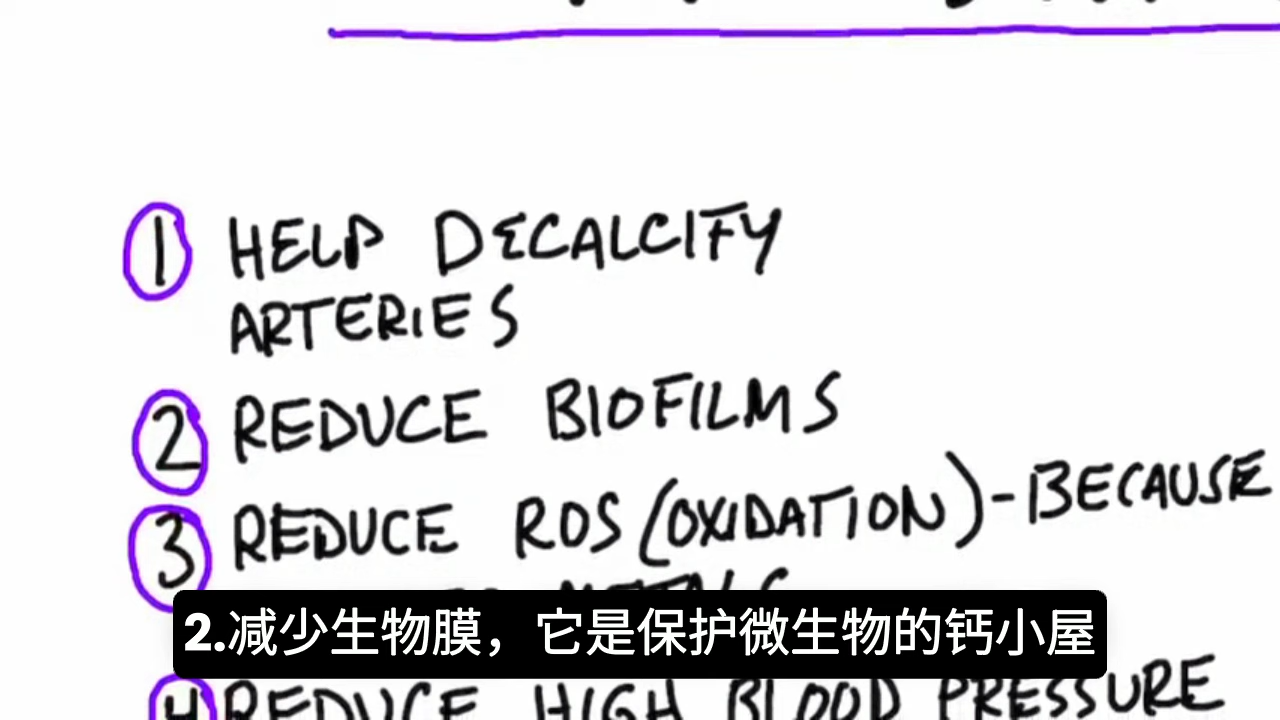 1 HELP DECALCIFY
ARTERIES
2 REDUCE BIOFILMS
3 REDUCE ROS (OXIDATION) - BECAUSE
2.减少生物膜，它是保护微生物的钙小屋
4 REDUCE HIGH BLOOD PRESSURE